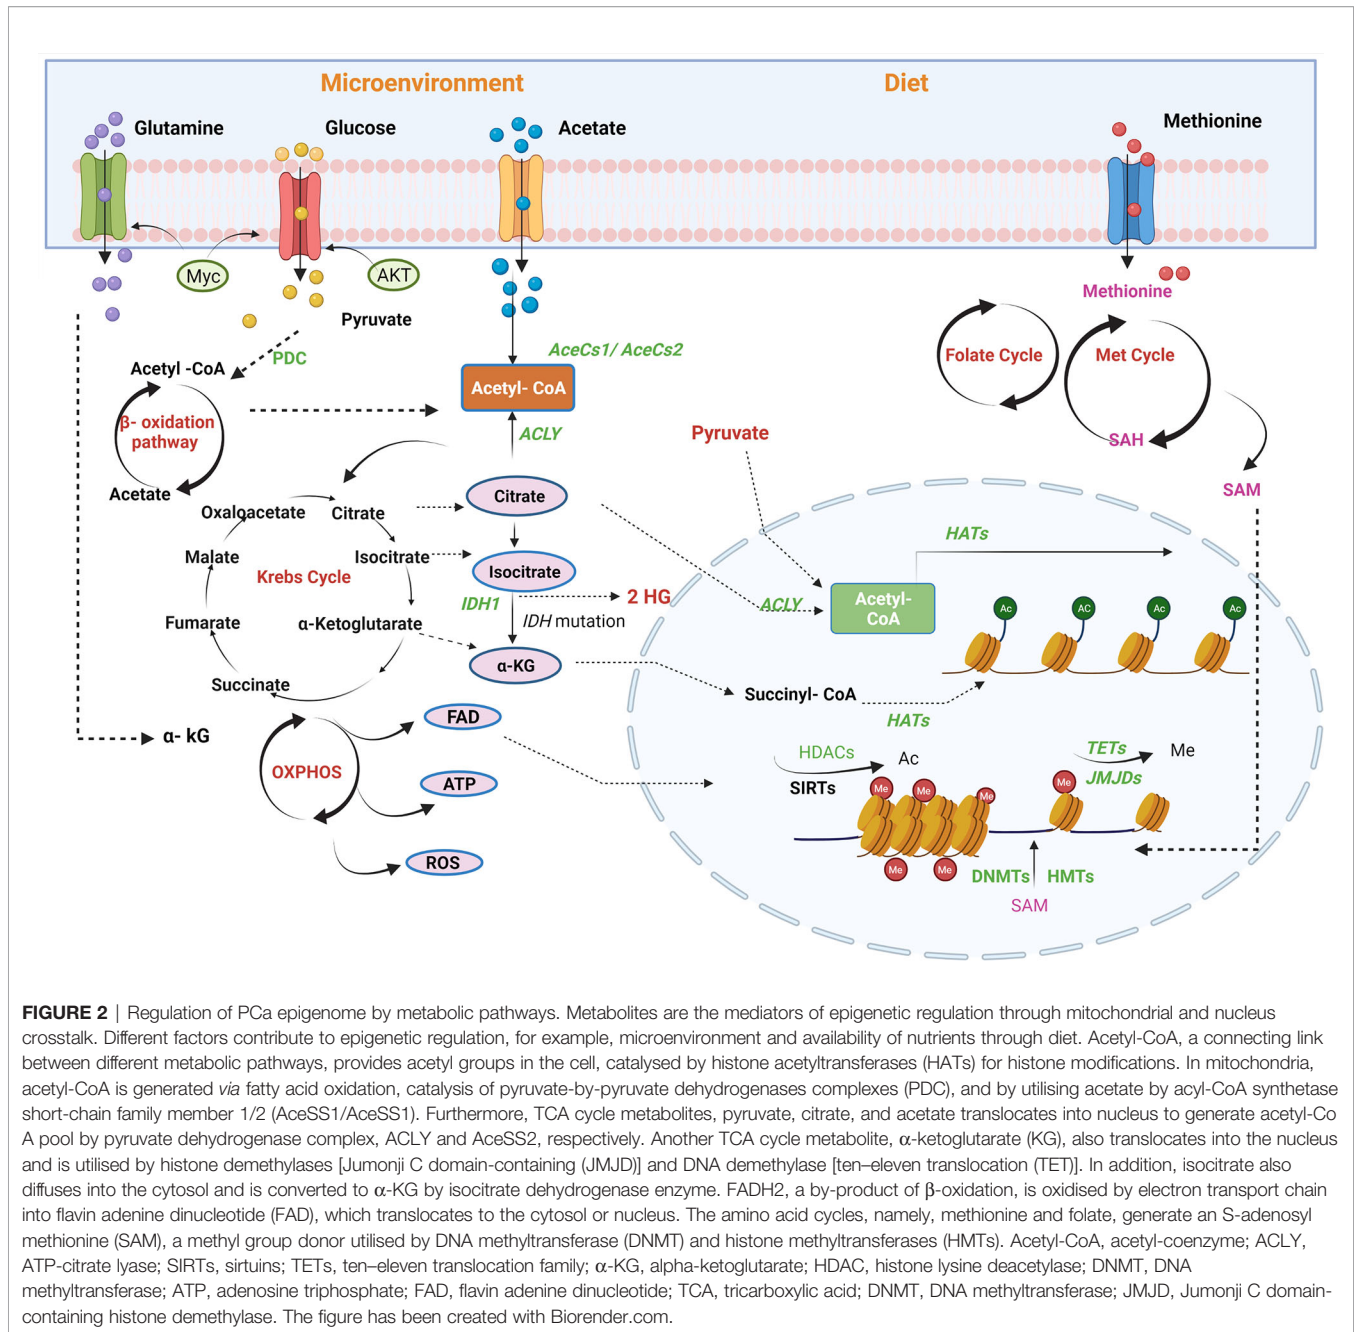 Microenvironment
Diet
Glutamine
Glucose
Acetate
Methionine
Myc
AKT
Pyruvate
Methionine
PDC
Acetyl -CoA
β- oxidation
pathway
Acetate
AceCs1/ AceCs2
Acetyl- CoA
ACLY
Folate Cycle
Met Cycle
SAH
SAM
Pyruvate
Citrate
Isocitrate
IDH1
2 HG
IDH mutation
α-KG
Oxaloacetate
Citrate
Malate
Isocitrate
Krebs Cycle
Fumarate
α-Ketoglutarate
Succinate
α- kG
OXPHOS
FAD
ATP
ROS
HATs
ACLY
Acetyl-
CoA
Ac
AC
Ac
Ac
Succinyl- CoA
HATs
HDACs
Ac
SIRTs
TETs
Me
JMJDs
Me
Me
Me
Me
Me
Me
DNMTs
HMTs
SAM
FIGURE 2 | Regulation of PCa epigenome by metabolic pathways. Metabolites are the mediators of epigenetic regulation through mitochondrial and nucleus
crosstalk. Different factors contribute to epigenetic regulation, for example, microenvironment and availability of nutrients through diet. Acetyl-CoA, a connecting link
between different metabolic pathways, provides acetyl groups in the cell, catalysed by histone acetyltransferases (HATs) for histone modifications. In mitochondria,
acetyl-CoA is generated via fatty acid oxidation, catalysis of pyruvate-by-pyruvate dehydrogenases complexes (PDC), and by utilising acetate by acyl-CoA synthetase
short-chain family member 1/2 (AceSS1/AceSS1). Furthermore, TCA cycle metabolites, pyruvate, citrate, and acetate translocates into nucleus to generate acetyl-Co
A pool by pyruvate dehydrogenase complex, ACLY and AceSS2, respectively. Another TCA cycle metabolite, α-ketoglutarate (KG), also translocates into the nucleus
and is utilised by histone demethylases [Jumonji C domain-containing (JMJD)] and DNA demethylase [ten–eleven translocation (TET)]. In addition, isocitrate also
diffuses into the cytosol and is converted to α-KG by isocitrate dehydrogenase enzyme. FADH2, a by-product of β-oxidation, is oxidised by electron transport chain
into flavin adenine dinucleotide (FAD), which translocates to the cytosol or nucleus. The amino acid cycles, namely, methionine and folate, generate an S-adenosyl
methionine (SAM), a methyl group donor utilised by DNA methyltransferase (DNMT) and histone methyltransferases (HMTs). Acetyl-CoA, acetyl-coenzyme; ACLY,
ATP-citrate lyase; SIRTs, sirtuins; TETs, ten–eleven translocation family; α-KG, alpha-ketoglutarate; HDAC, histone lysine deacetylase; DNMT, DNA
methyltransferase; ATP, adenosine triphosphate; FAD, flavin adenine dinucleotide; TCA, tricarboxylic acid; DNMT, DNA methyltransferase; JMJD, Jumonji C domain-
containing histone demethylase. The figure has been created with Biorender.com.